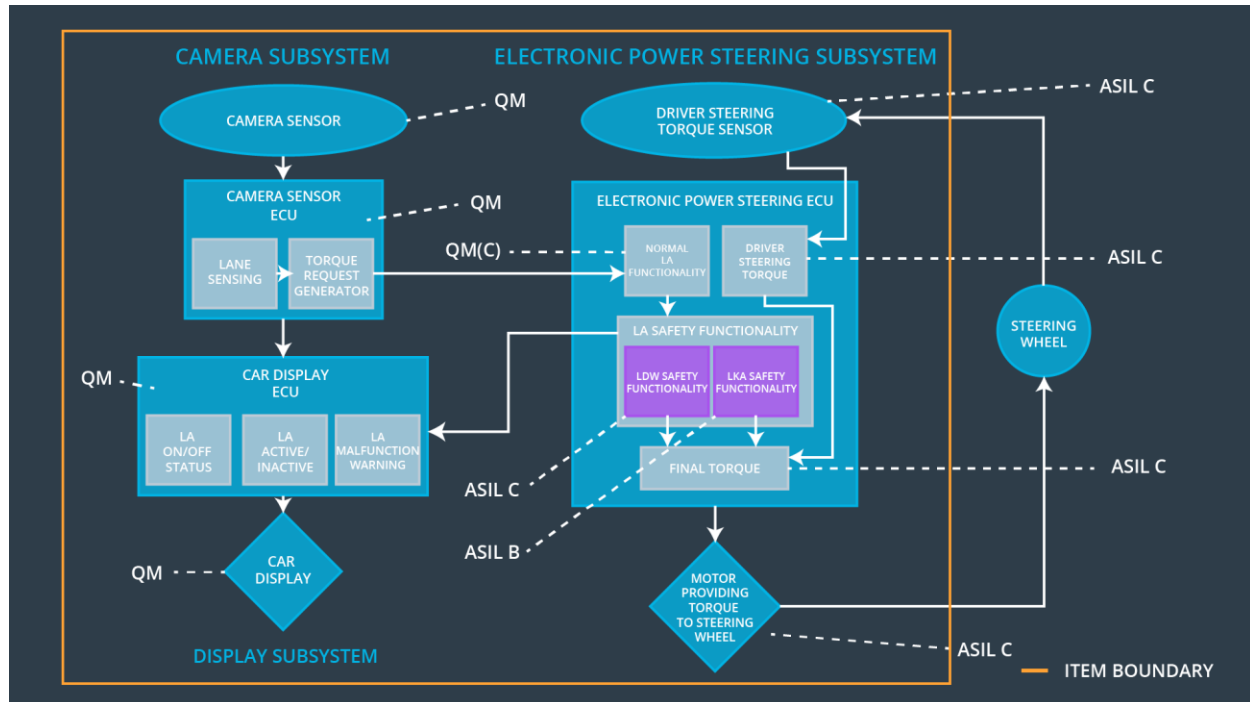 CAMERA SUBSYSTEM
ELECTRONIC POWER STEERING SUBSYSTEM
CAMERA SENSOR
QM
DRIVER STEERING
TORQUE SENSOR
ASIL C
CAMERA SENSOR
ECU
QM
LANE
SENSING
TORQUE
REQUEST
GENERATOR
ELECTRONIC POWER STEERING ECU
QM(C)
NORMAL
LA
FUNCTIONALITY
DRIVER
STEERING
TORQUE
ASIL C
STEERING
WHEEL
LA SAFETY FUNCTIONALITY
LDW SAFETY
FUNCTIONALITY
LKA SAFETY
FUNCTIONALITY
QM
CAR DISPLAY
ECU
LA
ON/OFF
STATUS
LA
ACTIVE/
INACTIVE
LA
MALFUNCTION
WARNING
FINAL TORQUE
ASIL C
ASIL C
ASIL B
QM
CAR
DISPLAY
MOTOR
PROVIDING
TORQUE
TO STEERING
WHEEL
ASIL C
DISPLAY SUBSYSTEM
ITEM BOUNDARY